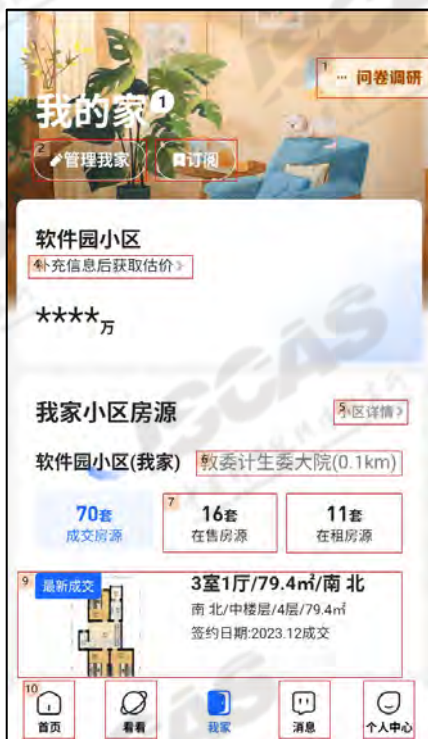 1
··· 问卷调研
我的家1
2
管理我家
订阅
软件园小区
4
补充信息后获取估价 >
****万
我家小区房源
5
小区详情 >
软件园小区(我家)
6
教委计生委大院(0.1km)
70套
成交房源
7
16套
在售房源
11套
在租房源
9
最新成交
3室1厅/79.4㎡/南 北
南 北/中楼层/4层/79.4㎡
签约日期:2023.12成交
10
首页
看看
我家
消息
个人中心
ISCAS